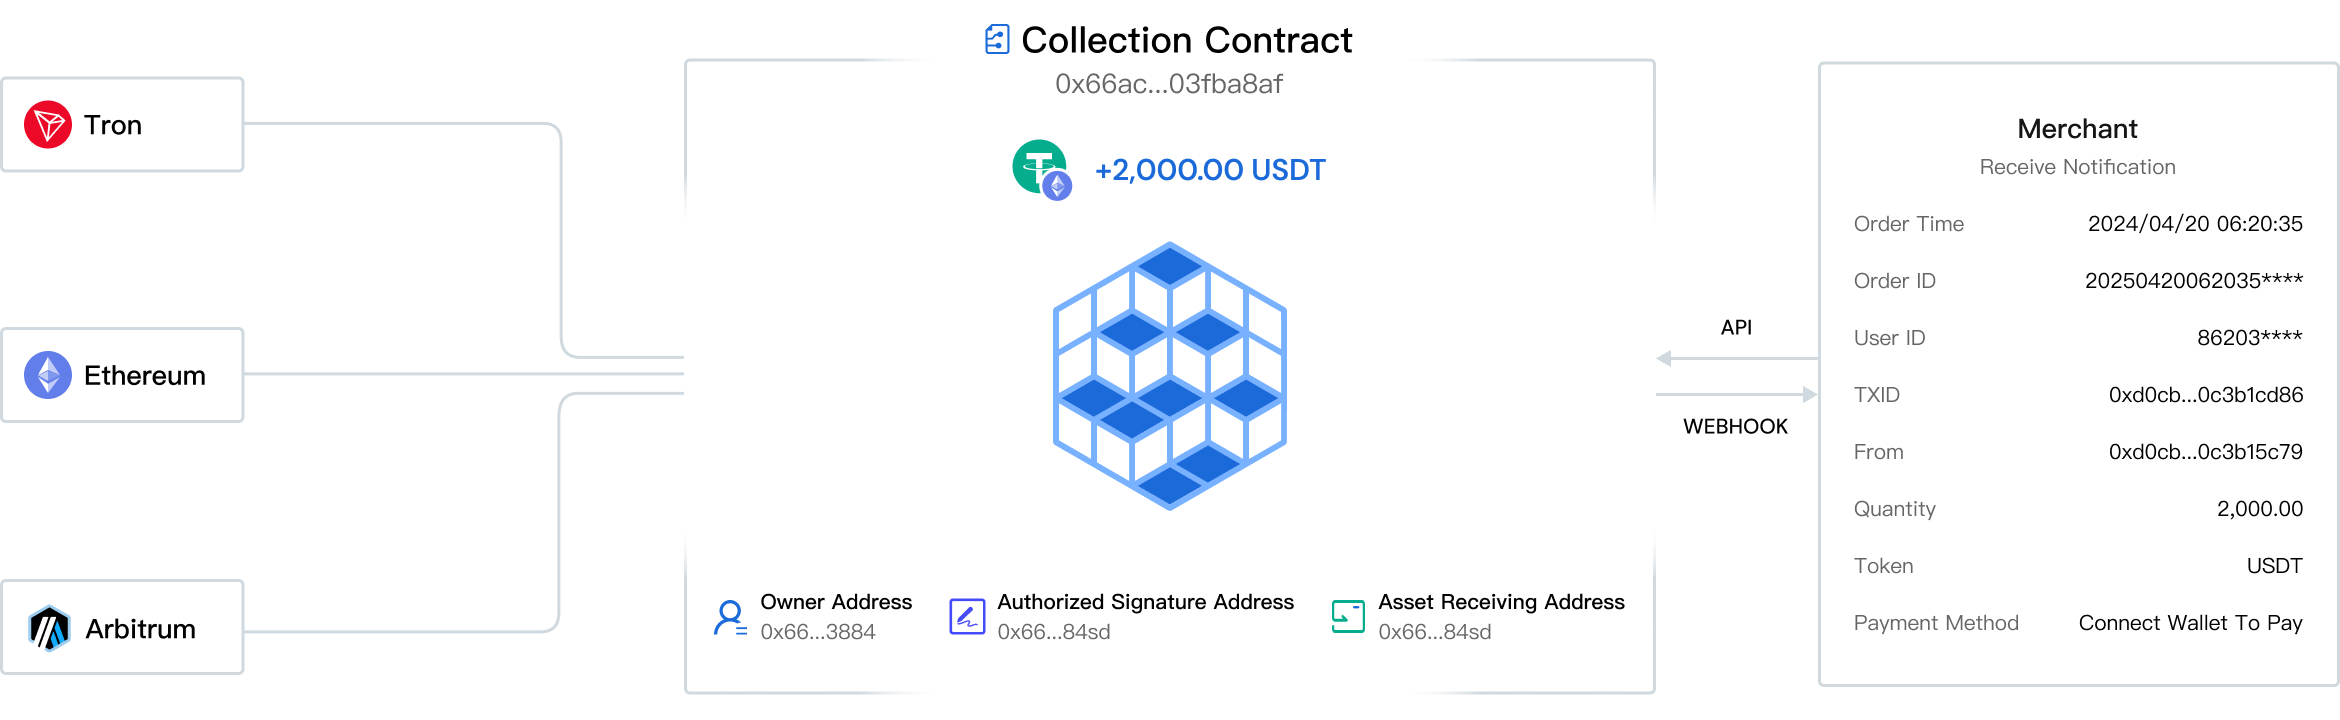 Collection Contract
0x66ac...03fba8af
+2,000.00 USDT
Tron
Ethereum
Arbitrum
Owner Address
0x66...3884
Authorized Signature Address
0x66...84sd
Asset Receiving Address
0x66...84sd
API
WEBHOOK
Merchant
Receive Notification
Order Time 2024/04/20 06:20:35
Order ID 20250420062035****
User ID 86203****
TXID 0xd0cb...0c3b1cd86
From 0xd0cb...0c3b15c79
Quantity 2,000.00
Token USDT
Payment Method Connect Wallet To Pay